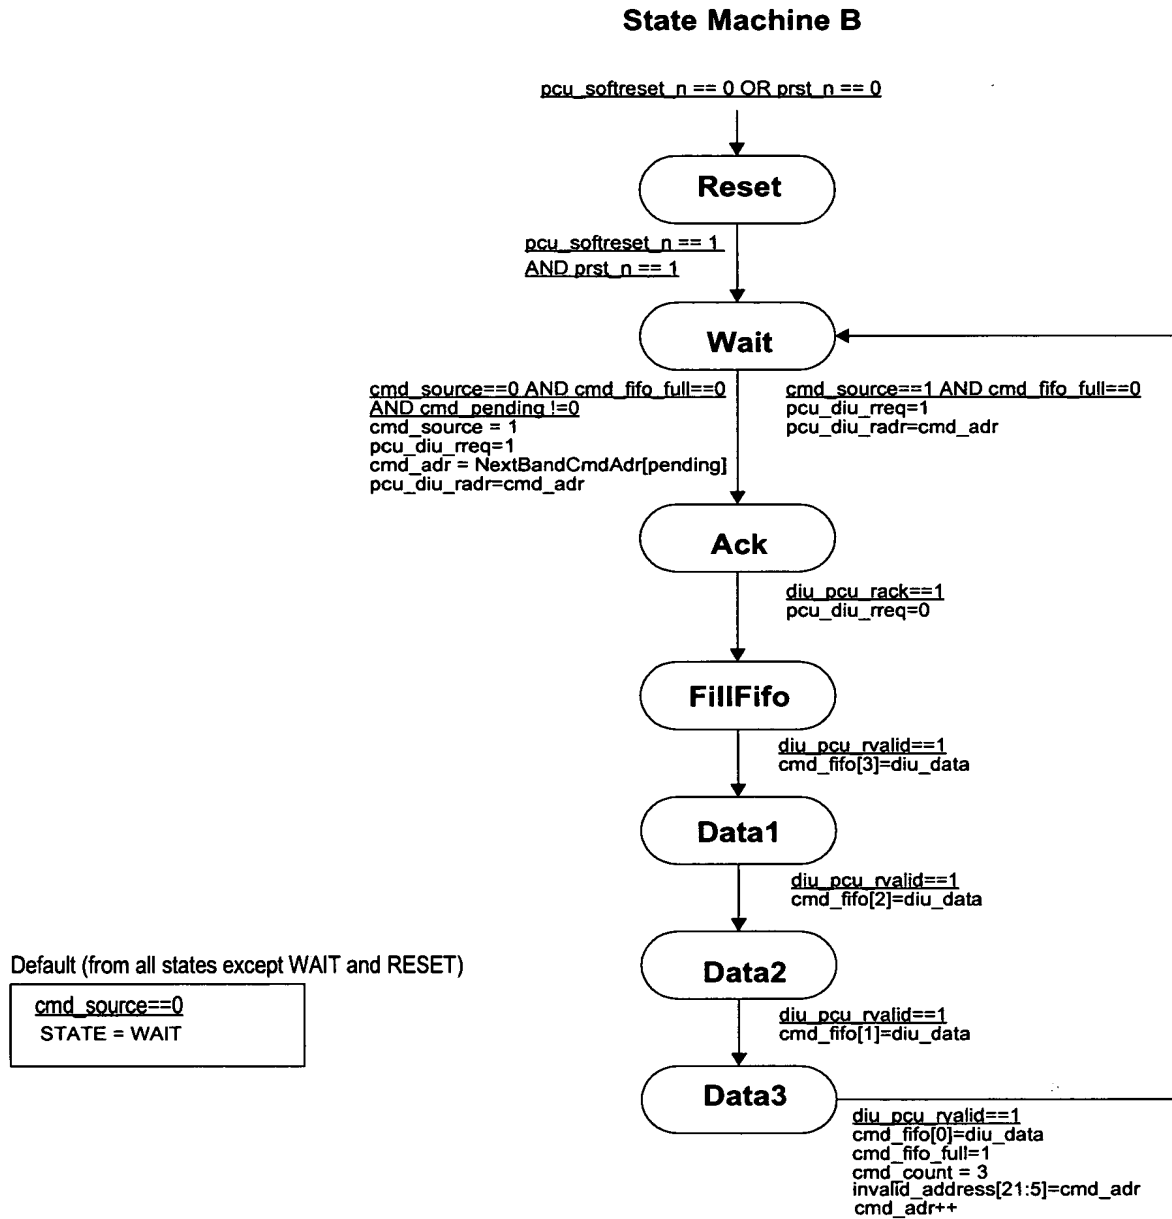 State Machine B
pcu_softreset_n == 0 OR prst_n == 0
Reset
pcu_softreset_n == 1
AND prst_n == 1
Wait
cmd_source==0 AND cmd_fifo_full==0
AND cmd_pending !=0
cmd_source = 1
pcu_diu_rreq=1
cmd_adr = NextBandCmdAdr[pending]
pcu_diu_radr=cmd_adr
cmd_source==1 AND cmd_fifo_full==0
pcu_diu_rreq=1
pcu_diu_radr=cmd_adr
Ack
diu_pcu_rack==1
pcu_diu_rreq=0
FillFifo
diu_pcu_rvalid==1
cmd_fifo[3]=diu_data
Data1
diu_pcu_rvalid==1
cmd_fifo[2]=diu_data
Data2
diu_pcu_rvalid==1
cmd_fifo[1]=diu_data
Default (from all states except WAIT and RESET)
cmd_source==0
STATE = WAIT
Data3
diu_pcu_rvalid==1
cmd_fifo[0]=diu_data
cmd_fifo_full=1
cmd_count = 3
invalid_address[21:5]=cmd_adr
cmd_adr++